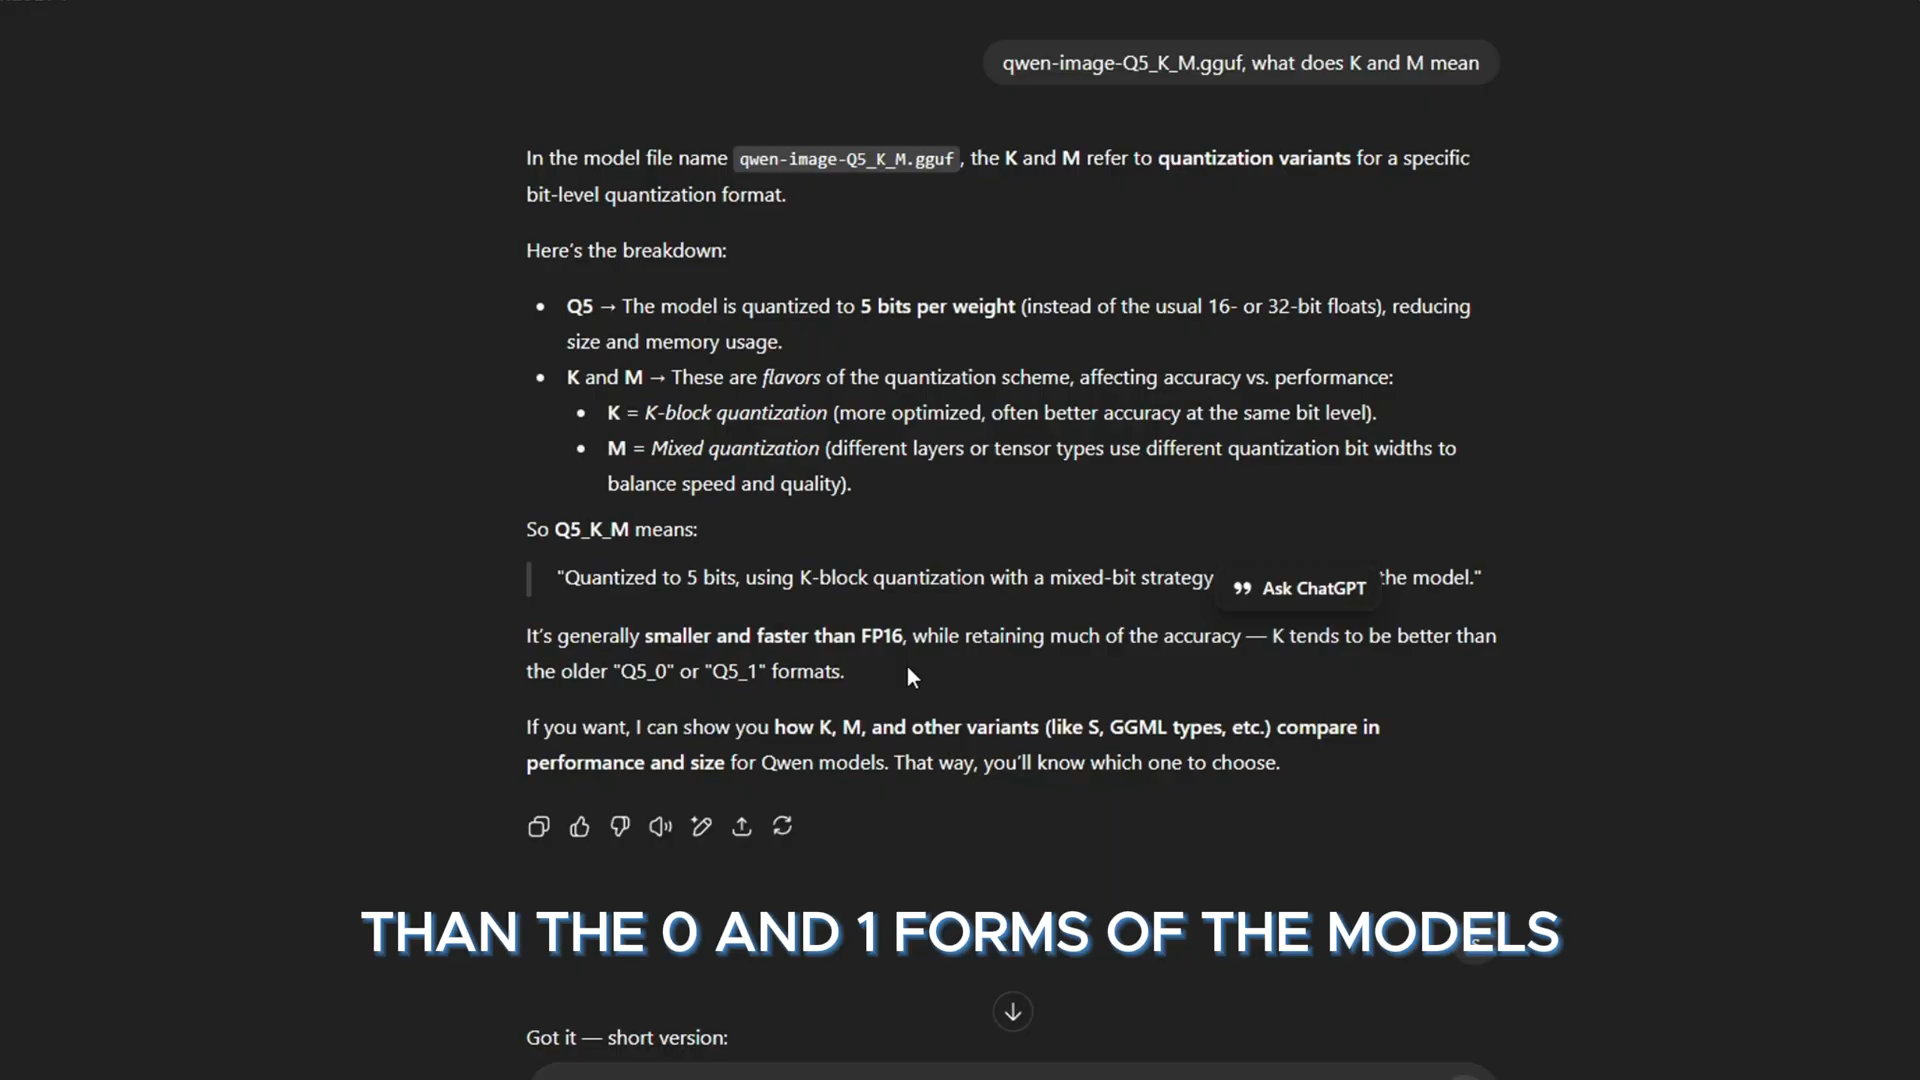 qwen-image-Q5_K_M.gguf, what does K and M mean
In the model file name qwen-image-Q5_K_M.gguf, the K and M refer to quantization variants for a specific
bit-level quantization format.
Here's the breakdown:
• Q5 → The model is quantized to 5 bits per weight (instead of the usual 16- or 32-bit floats), reducing
size and memory usage.
• K and M → These are flavors of the quantization scheme, affecting accuracy vs. performance:
• K = K-block quantization (more optimized, often better accuracy at the same bit level).
• M = Mixed quantization (different layers or tensor types use different quantization bit widths to
balance speed and quality).
So Q5_K_M means:
"Quantized to 5 bits, using K-block quantization with a mixed-bit strategy the model."
Ask ChatGPT
It's generally smaller and faster than FP16, while retaining much of the accuracy — K tends to be better than
the older "Q5_0" or "Q5_1" formats.
If you want, I can show you how K, M, and other variants (like S, GGML types, etc.) compare in
performance and size for Qwen models. That way, you'll know which one to choose.
THAN THE 0 AND 1 FORMS OF THE MODELS
Got it — short version: